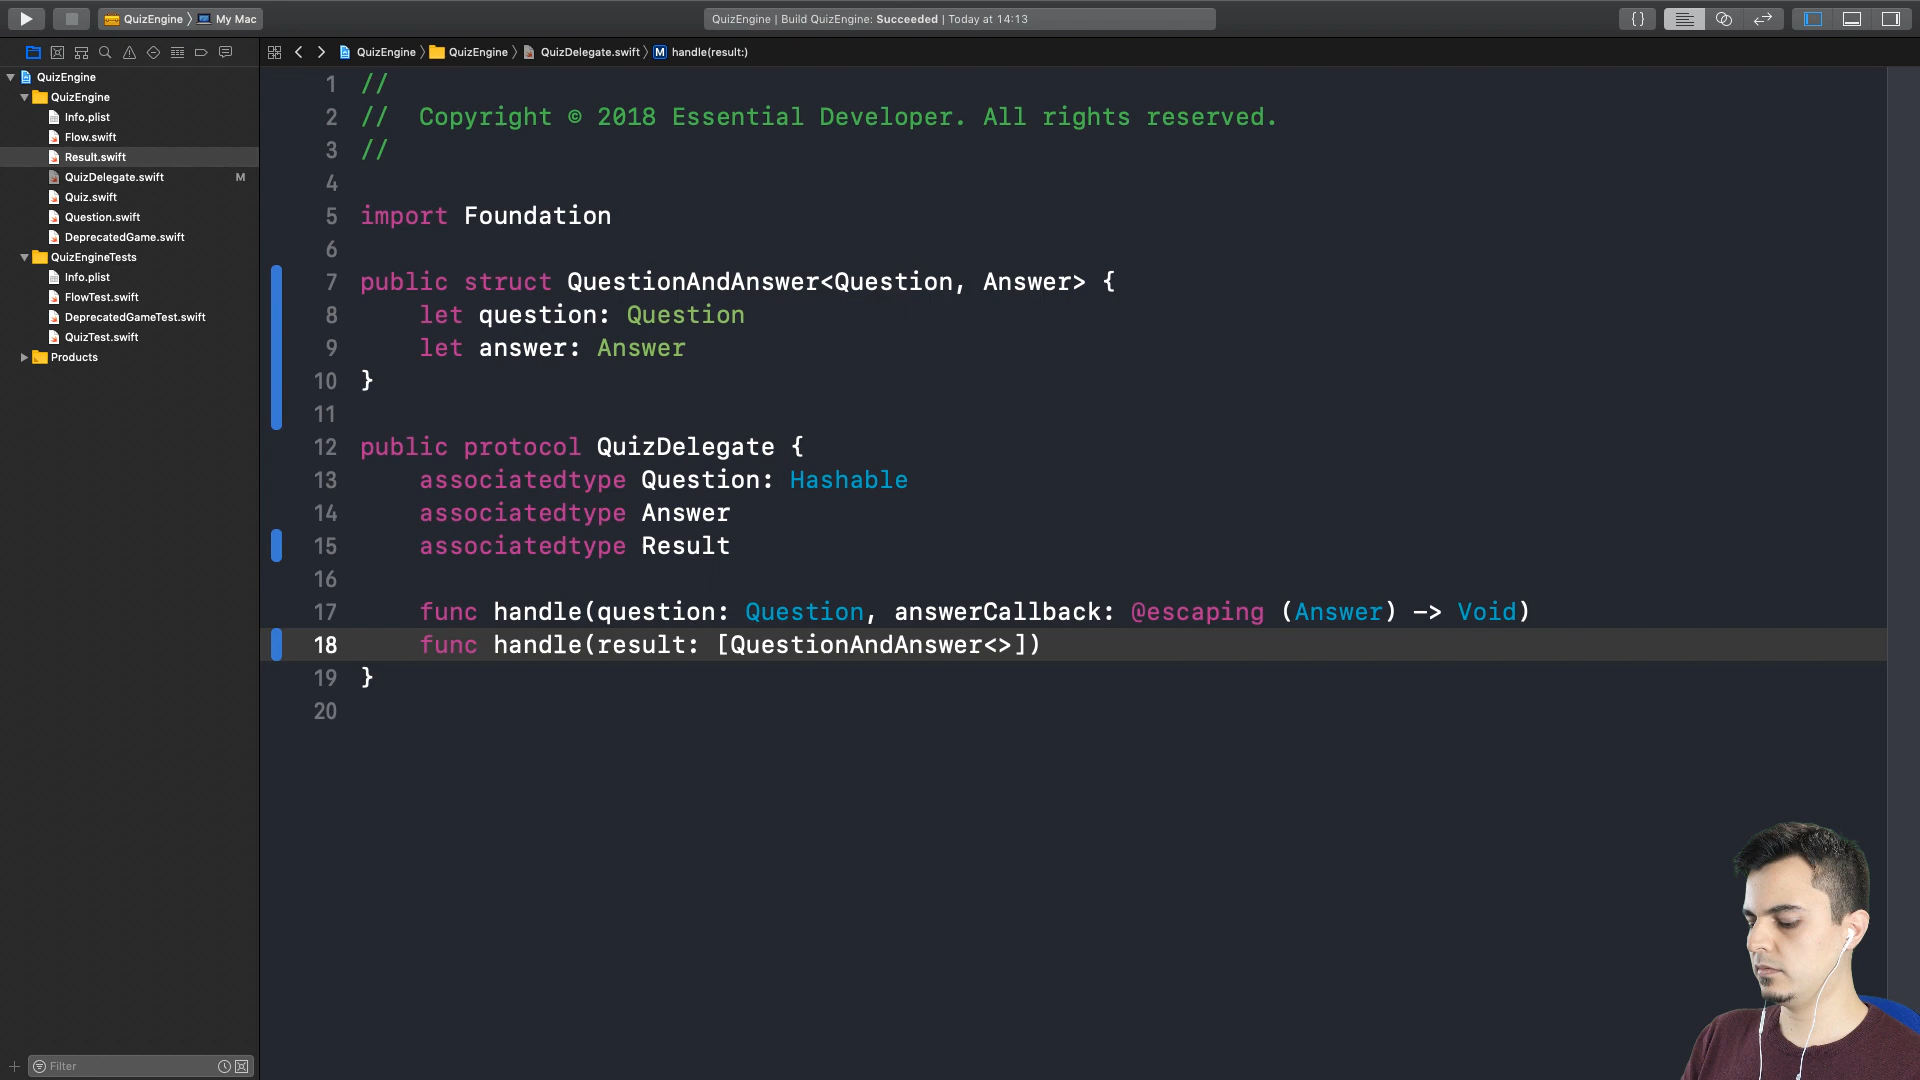 QuizEngine 〉 My Mac
QuizEngine | Build QuizEngine: Succeeded | Today at 14:13
{}
QuizEngine 〉 QuizEngine 〉 QuizDelegate.swift 〉 M handle(result:)
QuizEngine
QuizEngine
Info.plist
Flow.swift
Result.swift
QuizDelegate.swift M
Quiz.swift
Question.swift
DeprecatedGame.swift
QuizEngineTests
Info.plist
FlowTest.swift
DeprecatedGameTest.swift
QuizTest.swift
Products
Filter
1 //
2 //  Copyright © 2018 Essential Developer. All rights reserved.
3 //
4
5 import Foundation
6
7 public struct QuestionAndAnswer<Question, Answer> {
8     let question: Question
9     let answer: Answer
10 }
11
12 public protocol QuizDelegate {
13     associatedtype Question: Hashable
14     associatedtype Answer
15     associatedtype Result
16
17     func handle(question: Question, answerCallback: @escaping (Answer) -> Void)
18     func handle(result: [QuestionAndAnswer<>])
19 }
20